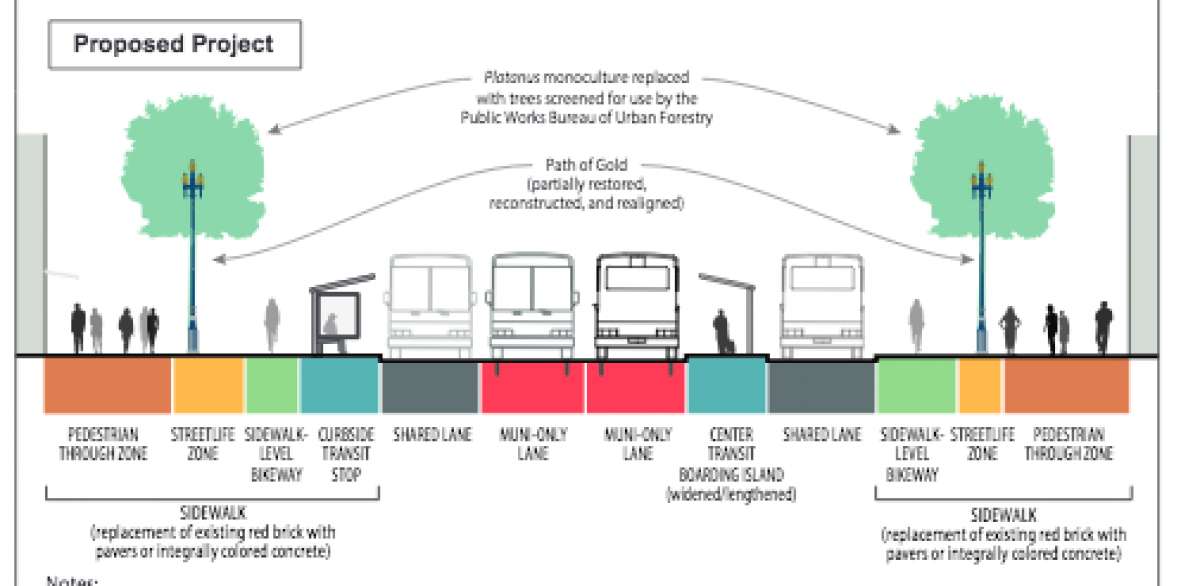 Proposed Project
Platanus monoculture replaced
with trees screened for use by the
Public Works Bureau of Urban Forestry
Path of Gold
(partially restored,
reconstructed, and realigned)
PEDESTRIAN
THROUGH ZONE
STREETLIFE
ZONE
SIDEWALK-
LEVEL
BIKEWAY
CURBSIDE
TRANSIT
STOP
SHARED LANE
MUNI-ONLY
LANE
MUNI-ONLY
LANE
CENTER
TRANSIT
BOARDING ISLAND
(widened/lengthened)
SHARED LANE
SIDEWALK-
LEVEL
BIKEWAY
STREETLIFE
ZONE
PEDESTRIAN
THROUGH ZONE
SIDEWALK
(replacement of existing red brick with
pavers or integrally colored concrete)
SIDEWALK
(replacement of existing red brick with
pavers or integrally colored concrete)
Notes: